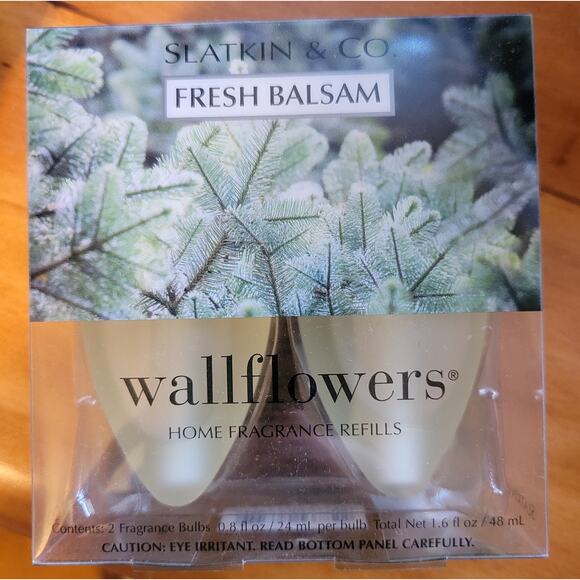 SLATKIN & CO.
FRESH BALSAM
wallflowers®
HOME FRAGRANCE REFILLS
Contents: 2 Fragrance Bulbs 0.8 fl oz / 24 mL per bulb Total Net 1.6 fl oz / 48 mL
CAUTION: EYE IRRITANT. READ BOTTOM PANEL CAREFULLY.